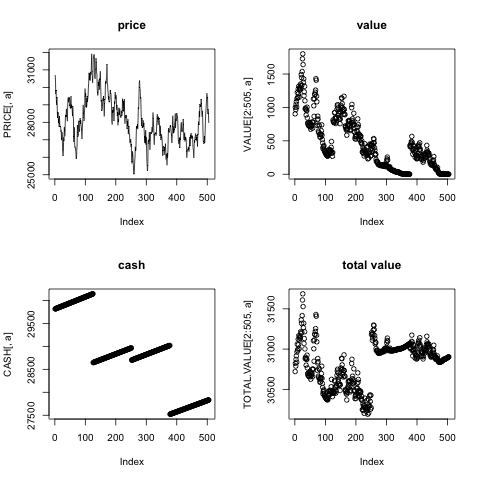 price
PRICE[, a]
31000
28000
25000
0 100 200 300 400 500
Index
value
VALUE[2:505, a]
1500
1000
500
0
0 100 200 300 400 500
Index
cash
CASH[, a]
29500
28500
27500
0 100 200 300 400 500
Index
total value
TOTAL.VALUE[2:505, a]
31500
31000
30500
0 100 200 300 400 500
Index